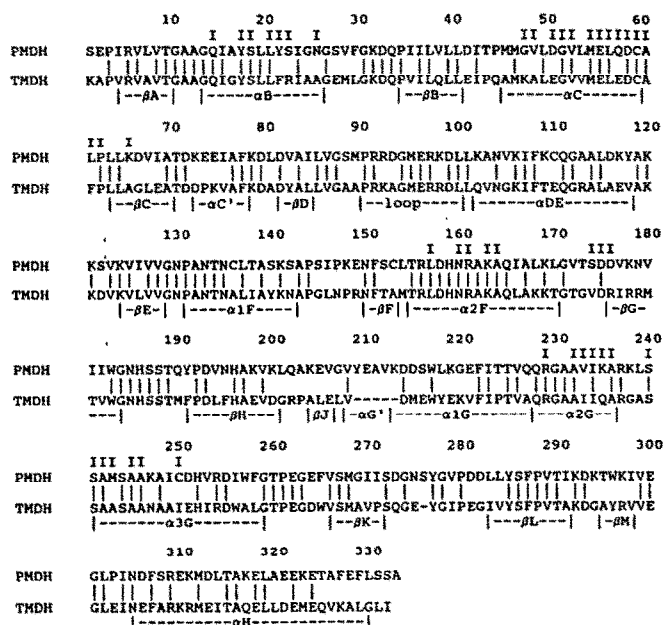 10 20 30 40 50 60
I II III I II III IIIIII
PMDH SEPIRVLVTGAAGQIAYSLLYSIGNGSVFGKDQPIILVLLDITPMMGVLDGVLMELQDCA
TMDH KAPVRVAVTGAAGQIGYSLLFRIAAGEMLGKDQPVILQLLEIPQAMKALEGVVMELEDCA
|--βA--| |-----αB-----| |--βB--| |-----αC-----
70 80 90 100 110 120
II I
PMDH LPLLKDVIATDKEEIAFKDLDVAILVGSMPRRDGMERKDLLKANVKIFKCQGAALDKYAK
TMDH FPLLAGLEATDDPKVAFKDADYALLVGAAPRKAGMERRDLLQVNGKIFTEQGRALAEVAK
|--βC--| |-αC'--| |-βD-| |----loop----| |------αDE-------|
130 140 150 160 170 180
I II II III
PMDH KSVKVIVVGNPANTNCLTASKSAPSIPKENFSCLTRLDHNRAKAQIALKLGVTSDDVKNV
TMDH KDVKVLVVGNPANTNALIAYKNAPGLNPRNFTAMTRLDHNRAKAQLAKKTGTGVDRIRRM
|-βE-| |----α1F----| |-βF-| |-----α2F------| |-βG-
190 200 210 220 230 240
I IIIII I
PMDH IIWGNHSSTQYPDVNHAKVKLQAKEVGVYEAVKDDSWLKGEFITTVQQRGAAVIKARKLS
TMDH TVWGNHSSTMFPDLFHAEVDGRPALELV-----DMEWYEKVFIPTVAQRGAAIIQARGAS
---| |---βH---| |βJ| |-αG'--| |-----α1G-----| |--α2G--|
250 260 270 280 290 300
III II I
PMDH SAMSAAKAICDHVRDIWFGTPEGEFVSMGIISDGNSYGVPDDLLYSFPVTIKDKTWKIVE
TMDH SAASAANAAIEHIRDWALGTPEGDWVSMAVPSQGE-YGIPEGIVYSFPVTAKDGAYRVVE
|-------α3G-------| |--βK-| |---βL---| |-βM-|
310 320 330
PMDH GLPINDFSREKMDLTAKELAEEKETAFEFLSSA
TMDH GLEINEFARKRMEITAQELLDEMEQVKALGLI
|----------αH------------|